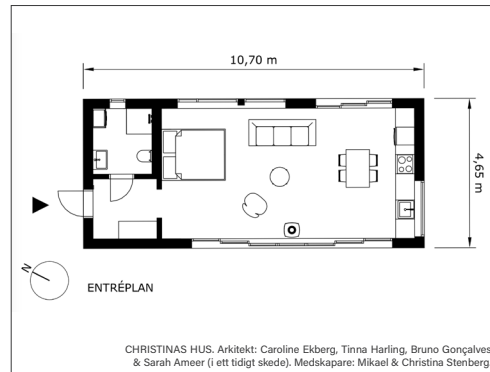 10,70 m
4,65 m
N
ENTRÉPLAN
CHRISTINAS HUS. Arkitekt: Caroline Ekberg, Tinna Harling, Bruno Gonçalves
& Sarah Ameer (i ett tidigt skede). Medskapare: Mikael & Christina Stenberg.